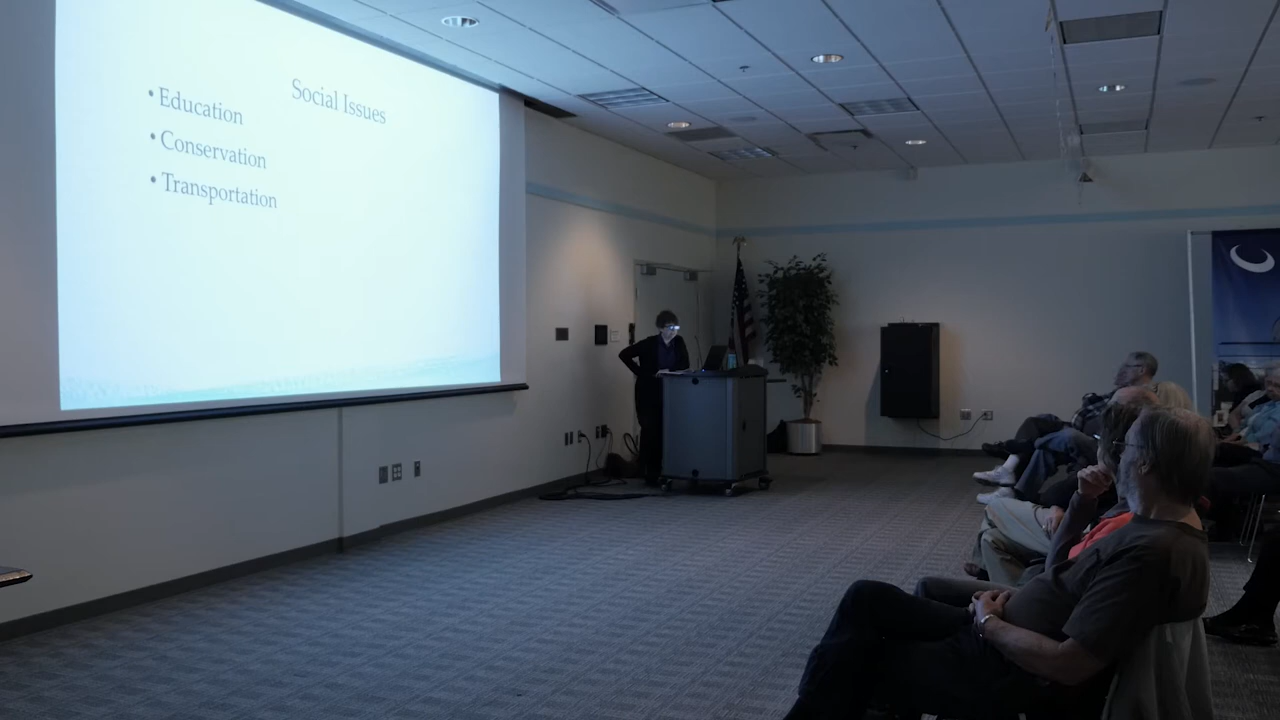 Social Issues
• Education
• Conservation
• Transportation